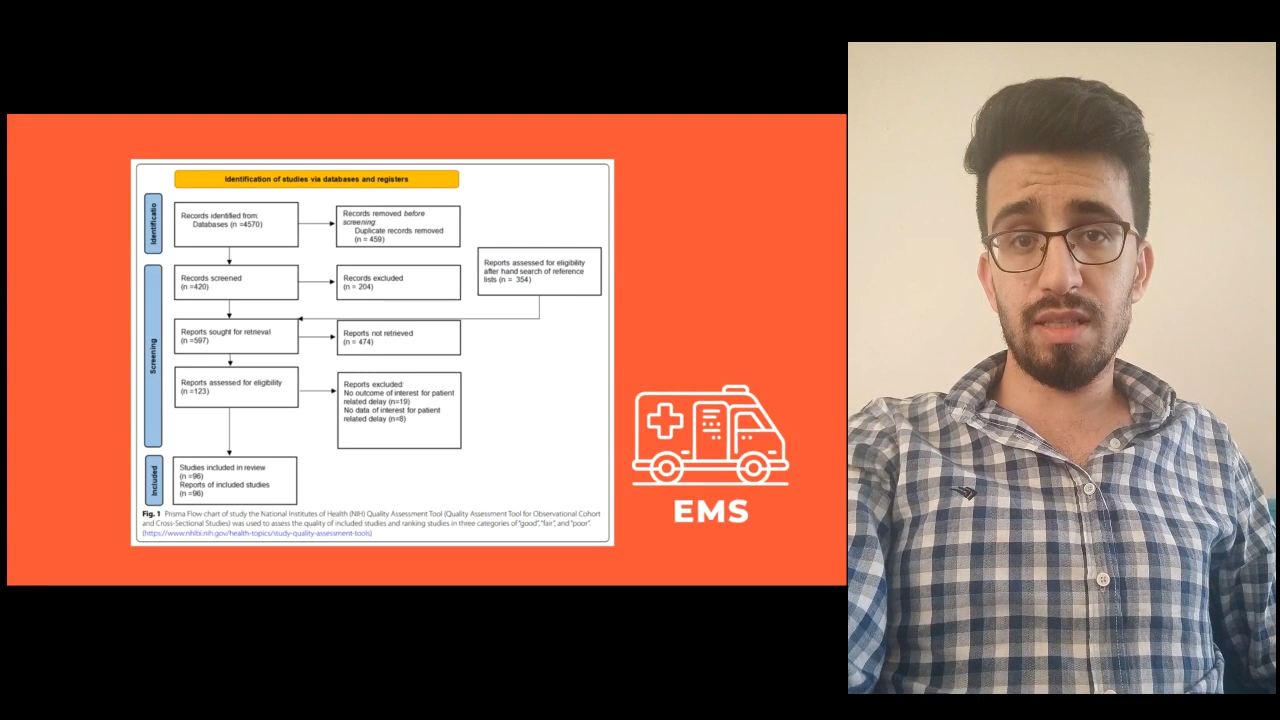 Identification of studies via databases and registers
Identificatio
Records identified from:
Databases (n =4570)
Records removed before
screening:
Duplicate records removed
(n = 459)
Screening
Records screened
(n =420)
Records excluded
(n = 204)
Reports assessed for eligibility
after hand search of reference
lists (n = 354)
Reports sought for retrieval
(n =597)
Reports not retrieved
(n = 474)
Reports assessed for eligibility
(n =123)
Reports excluded:
No outcome of interest for patient
related delay (n=19)
No data of interest for patient
related delay (n=8)
Included
Studies included in review
(n =96)
Reports of included studies
(n =96)
Fig. 1 Prisma Flow chart of study the National Institutes of Health (NIH) Quality Assessment Tool (Quality Assessment Tool for Observational Cohort
and Cross-Sectional Studies) was used to assess the quality of included studies and ranking studies in three categories of "good", "fair", and "poor".
(https://www.nhlbi.nih.gov/health-topics/study-quality-assessment-tools)
EMS